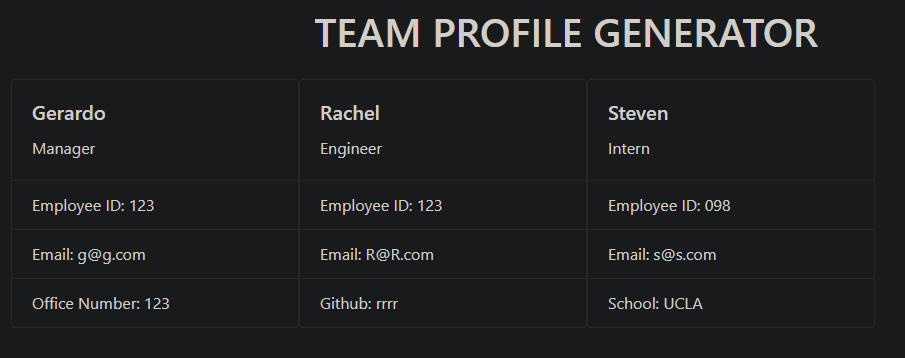 TEAM PROFILE GENERATOR
Gerardo
Manager
Employee ID: 123
Email: g@g.com
Office Number: 123
Rachel
Engineer
Employee ID: 123
Email: R@R.com
Github: rrrr
Steven
Intern
Employee ID: 098
Email: s@s.com
School: UCLA